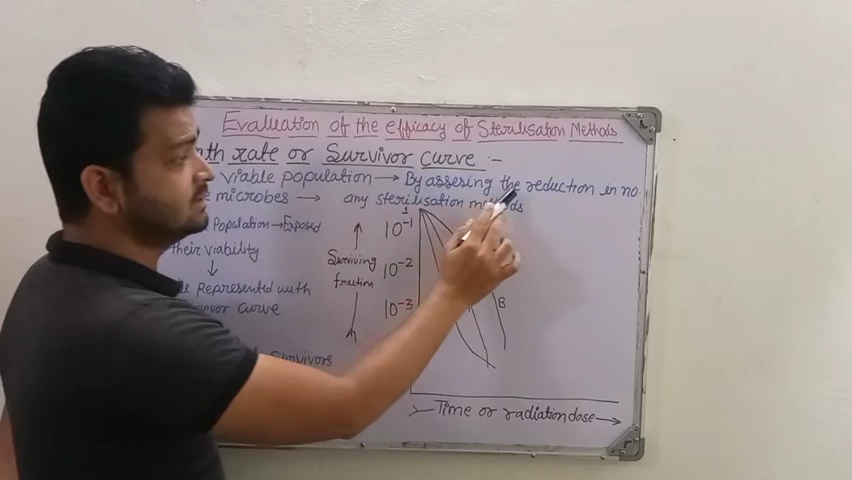 Evaluation of the efficacy of Sterilisation Methods
rate or Survivor curve :-
viable population → By assesing the reduction in no.
microbes → any sterilisation
Population → Exposed
their viability
↓
Represented with
curve
Survivors
Surviving
fraction
1
10⁻¹
10⁻²
10⁻³
B
Time or radiation dose →